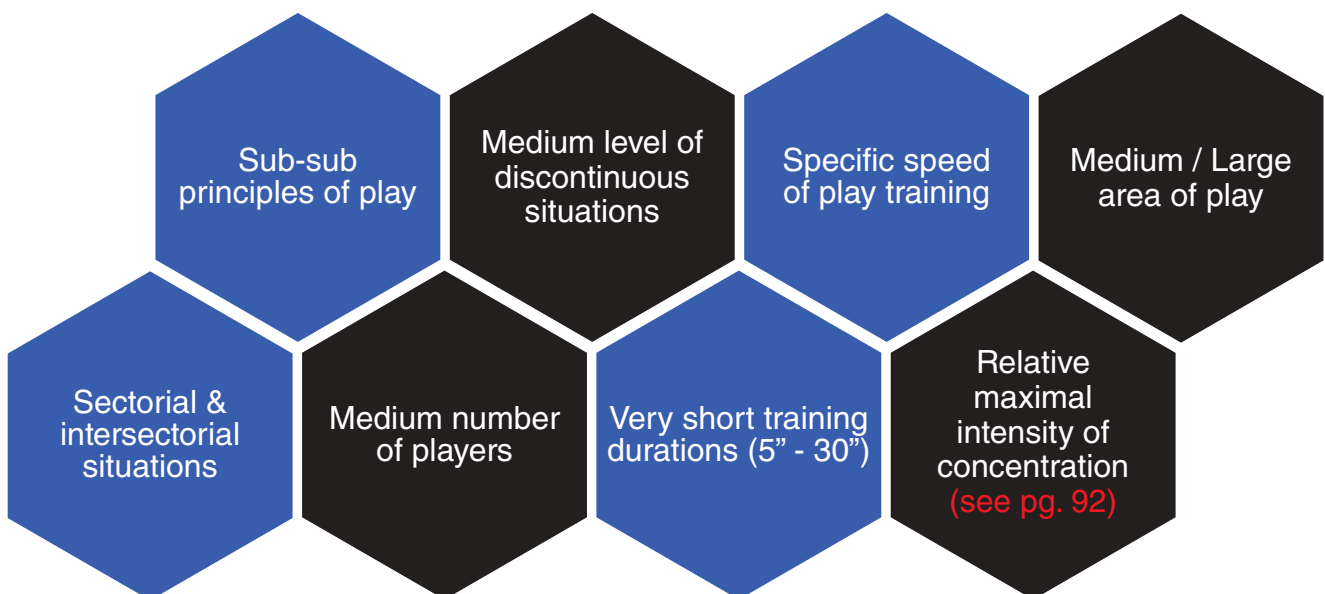 Sub-sub
principles of play
Medium level of
discontinuous
situations
Specific speed
of play training
Medium / Large
area of play
Sectorial &
intersectorial
situations
Medium number
of players
Very short training
durations (5” - 30”)
Relative
maximal
intensity of
concentration
(see pg. 92)